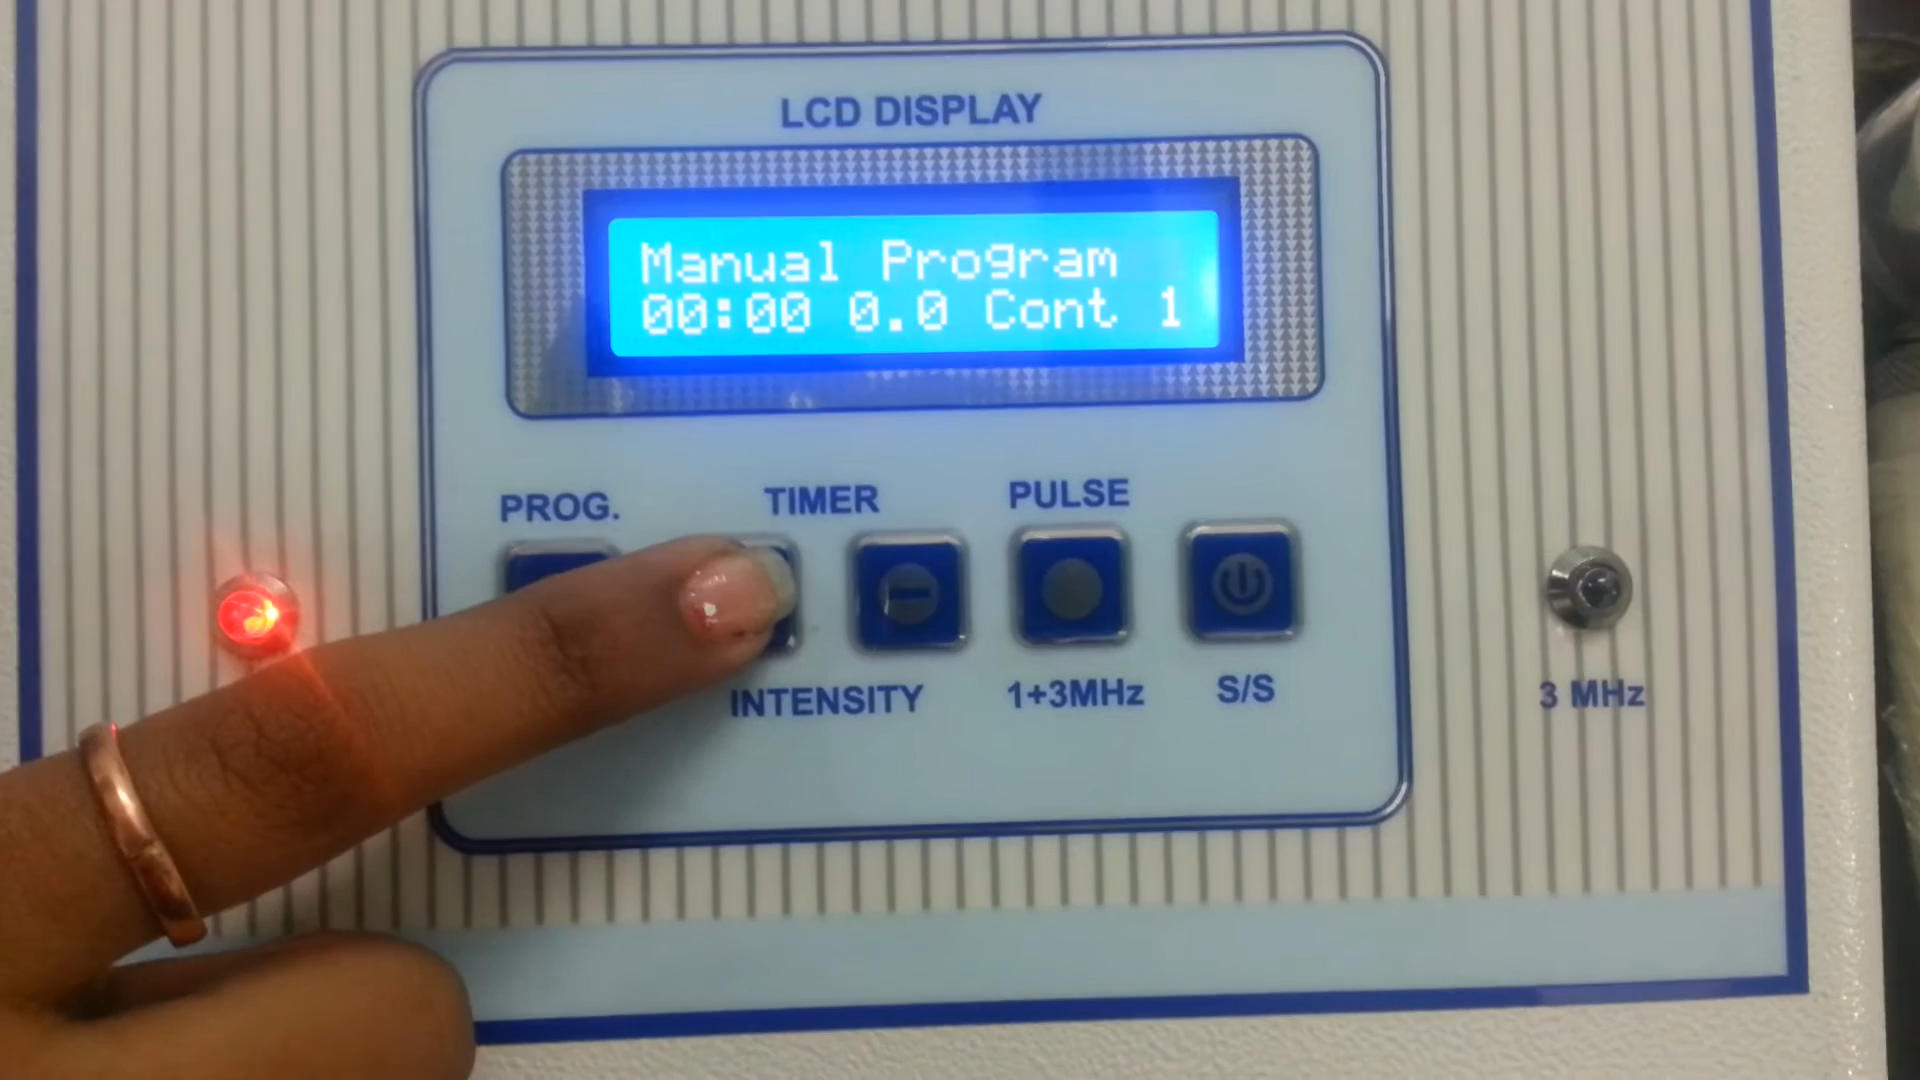 LCD DISPLAY
Manual Program
00:00 0.0 Cont 1
PROG. TIMER PULSE
INTENSITY 1+3MHz S/S
3 MHz